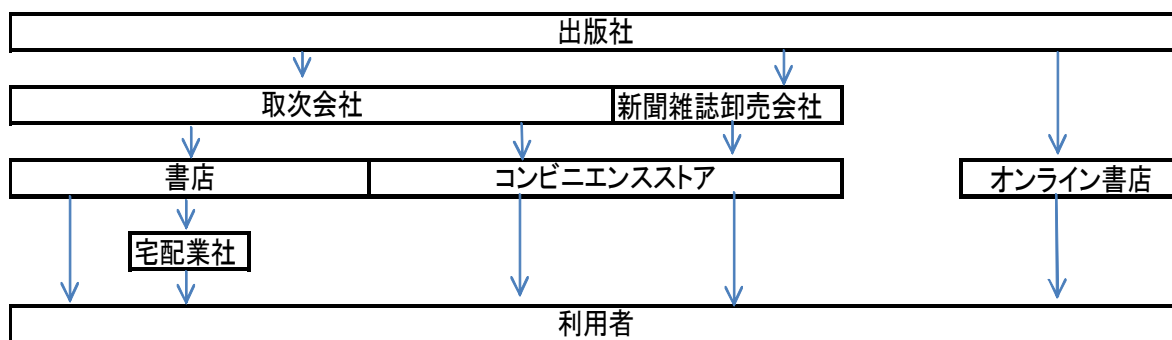 出版社
取次会社
新聞雑誌卸売会社
書店
コンビニエンスストア
オンライン書店
宅配業社
利用者